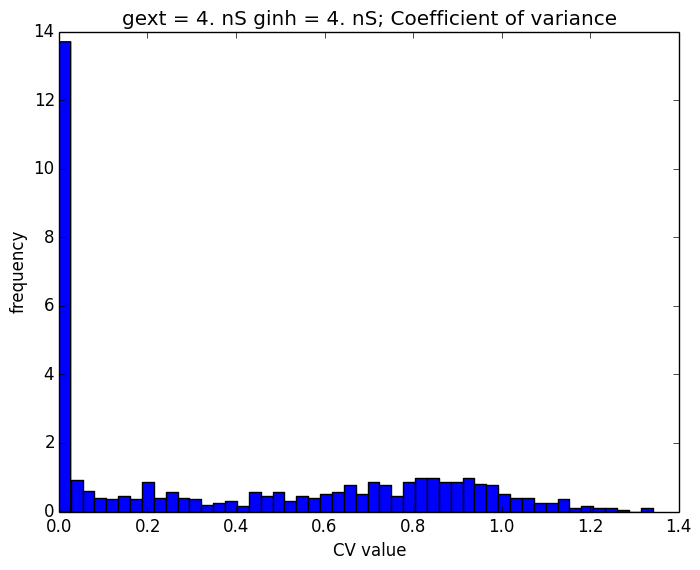 gext = 4. nS ginh = 4. nS; Coefficient of variance
14
12
10
8
6
4
2
0
frequency
0.0 0.2 0.4 0.6 0.8 1.0 1.2 1.4
CV value